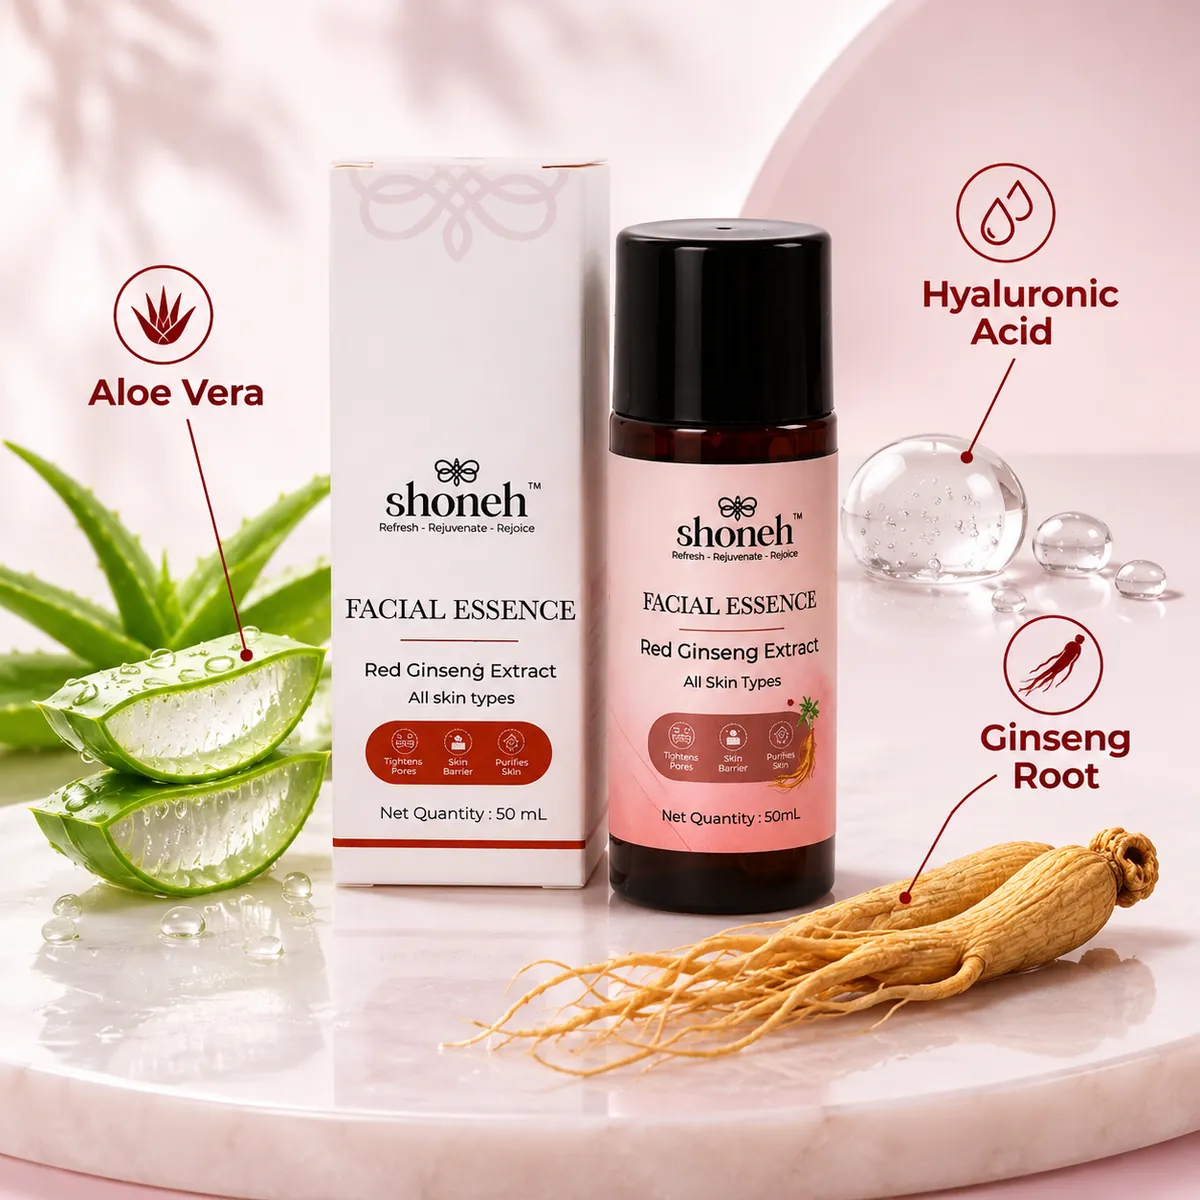 Hyaluronic
Acid
Aloe Vera
shoneh™
Refresh - Rejuvenate - Rejoice
FACIAL ESSENCE
Red Ginseng Extract
All skin types
Tightens
Pores
Skin
Barrier
Purifies
Skin
Net Quantity : 50 mL
shoneh™
Refresh - Rejuvenate - Rejoice
FACIAL ESSENCE
Red Ginseng Extract
All Skin Types
Tightens
Pores
Skin
Barrier
Purifies
Skin
Net Quantity : 50mL
Ginseng
Root